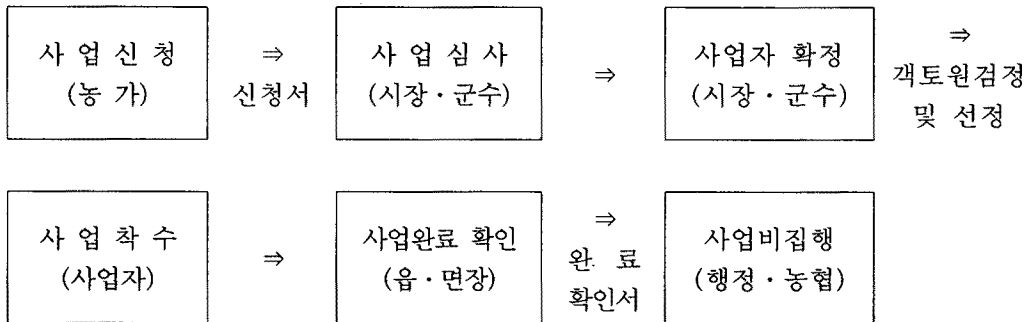 사 업 신 청
(농 가)
⇒
신청서
사 업 심 사
(시장 · 군수)
⇒
사업자 확정
(시장 · 군수)
⇒
객토원검정
및 선정
사 업 착 수
(사업자)
⇒
사업완료 확인
(읍 · 면장)
⇒
완 료
확인서
사업비집행
(행정 · 농협)